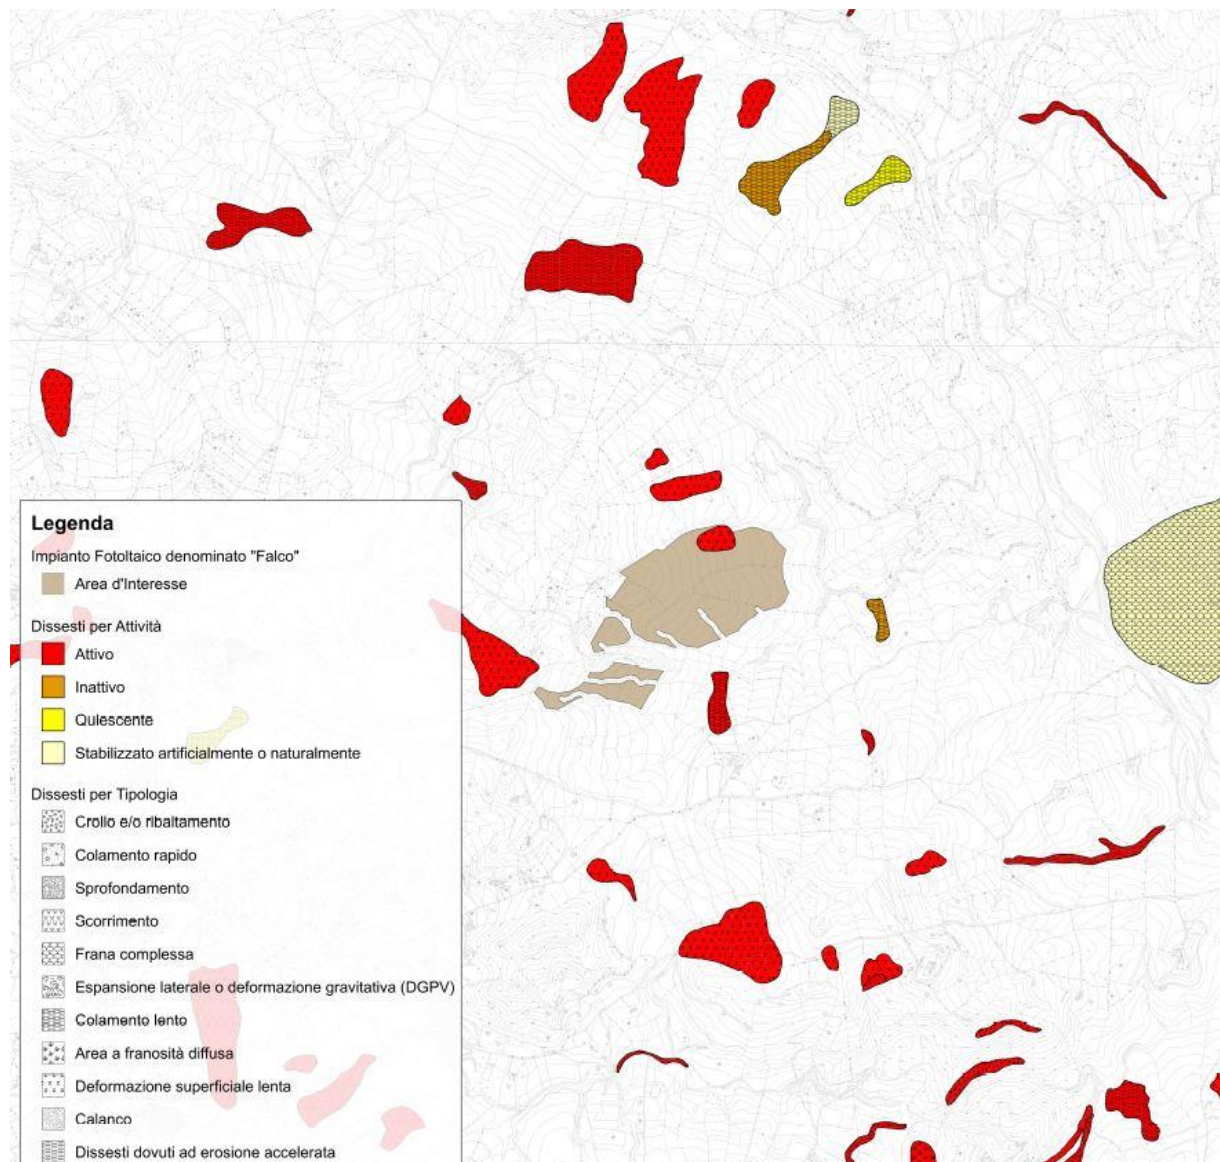 Legenda
Impianto Fotoltaico denominato "Falco"
Area d'Interesse
Dissesti per Attività
Attivo
Inattivo
Quiescente
Stabilizzato artificialmente o naturalmente
Dissesti per Tipologia
Crollo e/o ribaltamento
Colamento rapido
Sprofondamento
Scorrimento
Frana complessa
Espansione laterale o deformazione gravitativa (DGPV)
Colamento lento
Area a franosità diffusa
Deformazione superficiale lenta
Calanco
Dissesti dovuti ad erosione accelerata